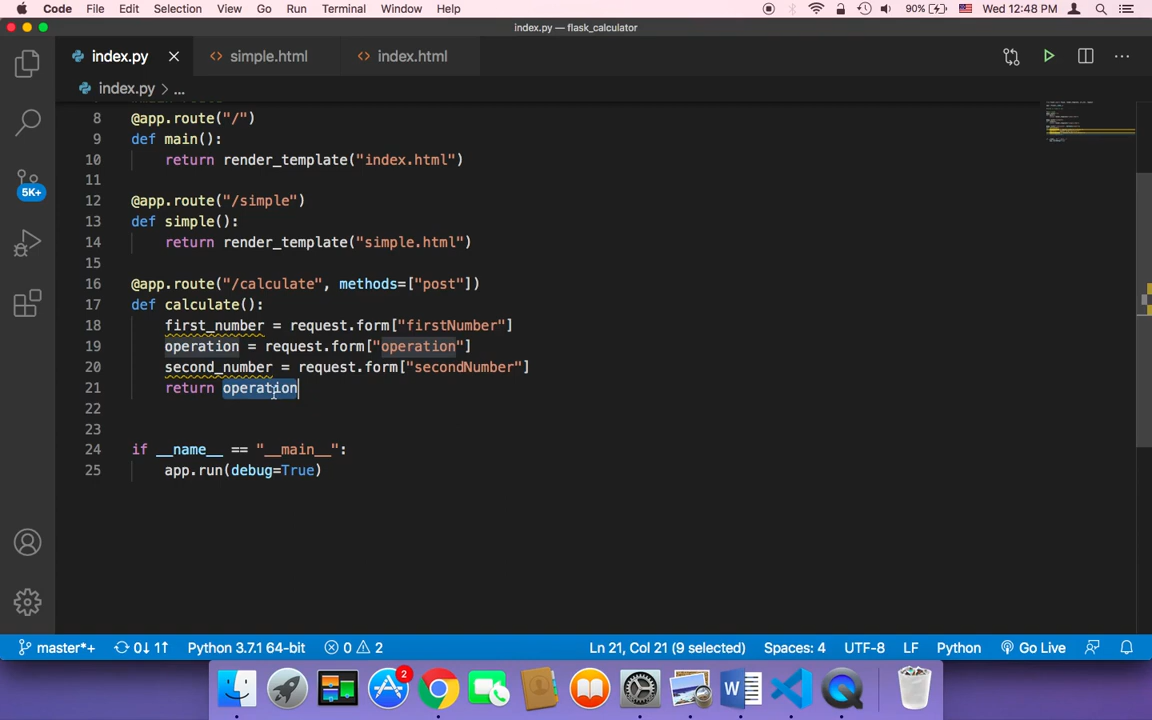 Code File Edit Selection View Go Run Terminal Window Help 90% Wed 12:48 PM
index.py — flask_calculator
index.py simple.html index.html
index.py > ...
8 @app.route("/")
9 def main():
10 return render_template("index.html")
11
12 @app.route("/simple")
13 def simple():
14 return render_template("simple.html")
15
16 @app.route("/calculate", methods=["post"])
17 def calculate():
18 first_number = request.form["firstNumber"]
19 operation = request.form["operation"]
20 second_number = request.form["secondNumber"]
21 return operation
22
23
24 if __name__ == "__main__":
25 app.run(debug=True)
5K+
master*+ 0↓ 1↑ Python 3.7.1 64-bit 0 2 Ln 21, Col 21 (9 selected) Spaces: 4 UTF-8 LF Python Go Live
2
W